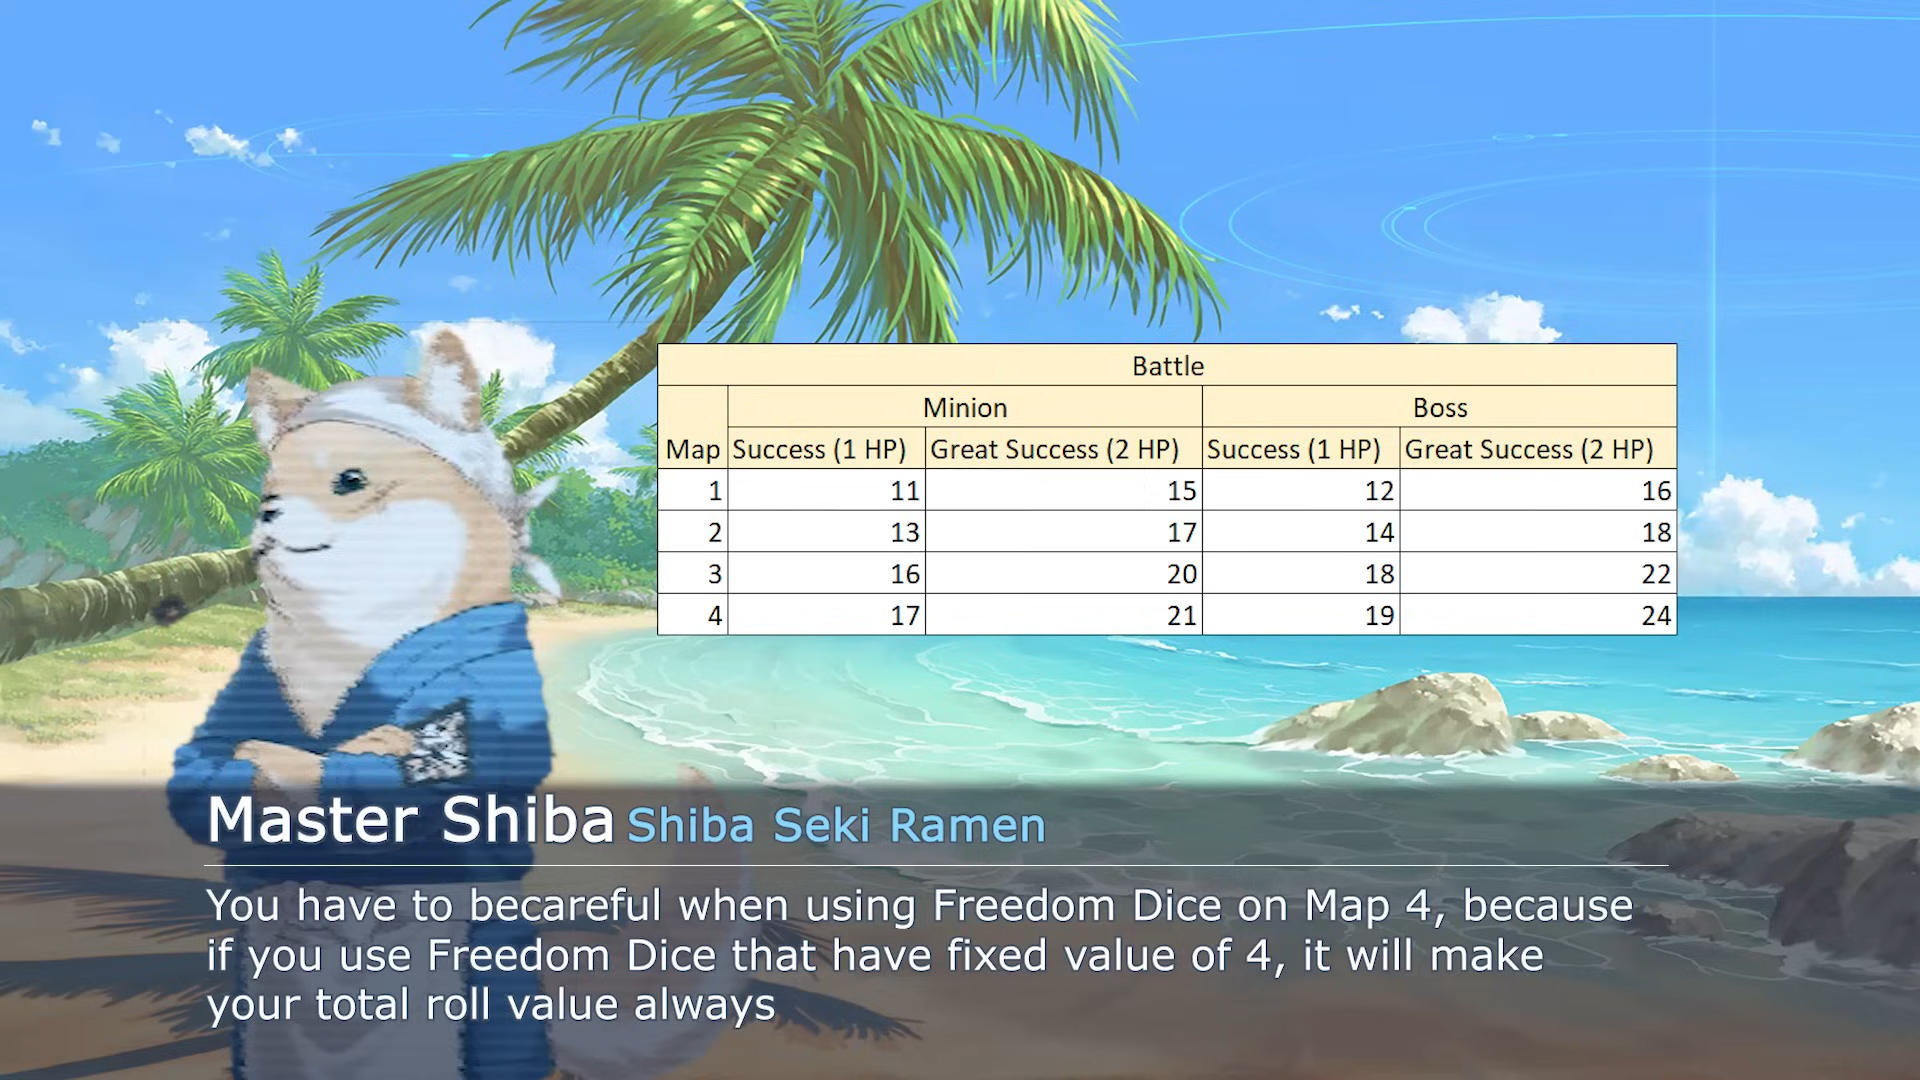 Battle
Minion Boss
Map Success (1 HP) Great Success (2 HP) Success (1 HP) Great Success (2 HP)
1 11 15 12 16
2 13 17 14 18
3 16 20 18 22
4 17 21 19 24
Master Shiba Shiba Seki Ramen
You have to becareful when using Freedom Dice on Map 4, because
if you use Freedom Dice that have fixed value of 4, it will make
your total roll value always